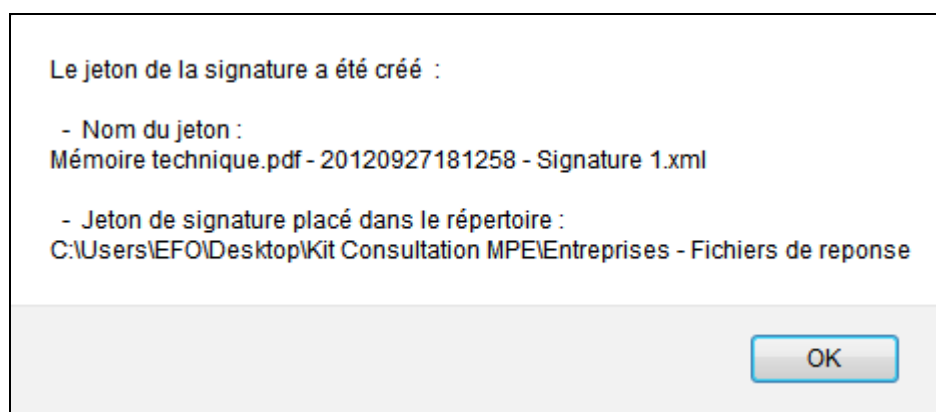 Le jeton de la signature a été créé :
- Nom du jeton :
Mémoire technique.pdf - 20120927181258 - Signature 1.xml
- Jeton de signature placé dans le répertoire :
C:\Users\EFO\Desktop\Kit Consultation MPE\Entreprises - Fichiers de reponse
OK